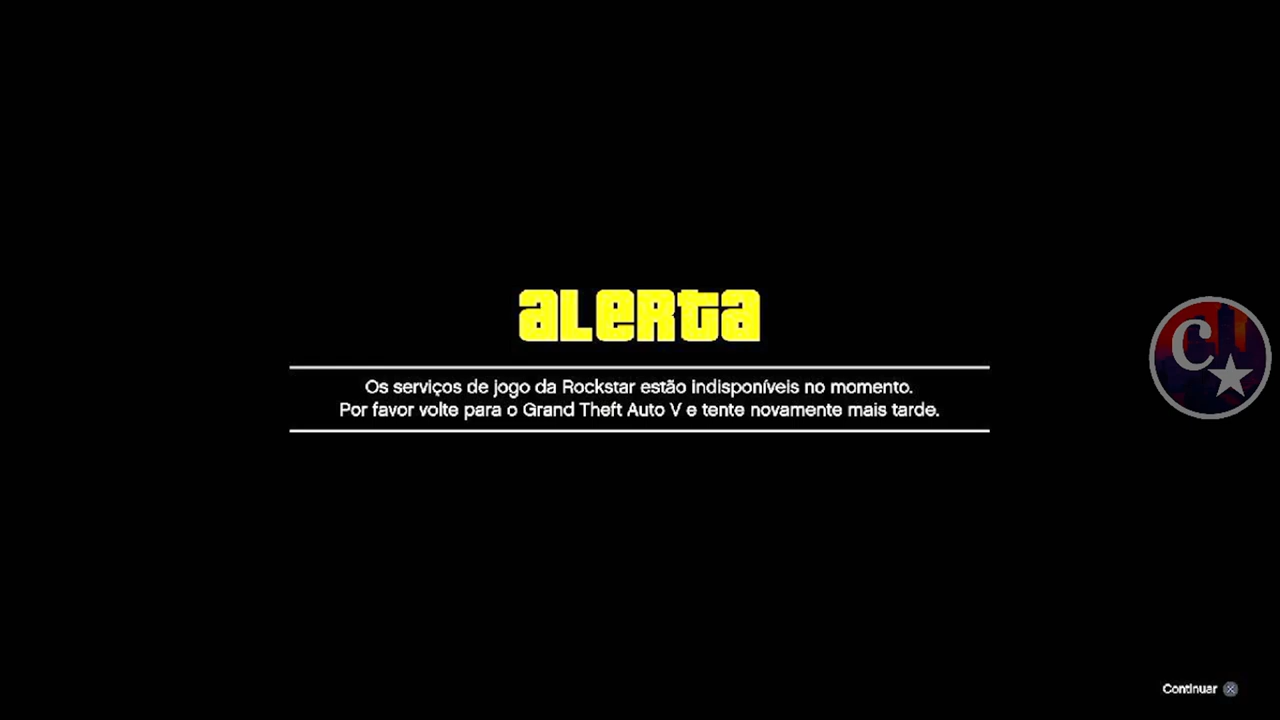 ALERTA
Os serviços de jogo da Rockstar estão indisponíveis no momento.
Por favor volte para o Grand Theft Auto V e tente novamente mais tarde.
C
Continuar